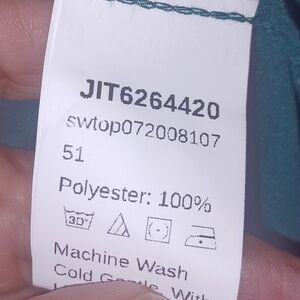 JIT6264420
swtop072008107
51
Polyester: 100%
30°
Machine Wash
Cold Gentle, With